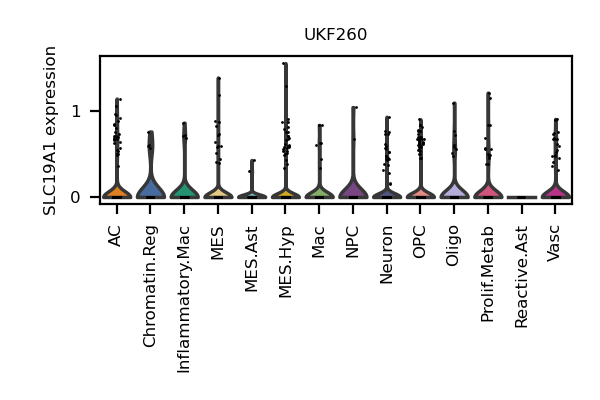 UKF260
SLC19A1 expression
1
0
AC
Chromatin.Reg
Inflammatory.Mac
MES
MES.Ast
MES.Hyp
Mac
NPC
Neuron
OPC
Oligo
Prolif.Metab
Reactive.Ast
Vasc